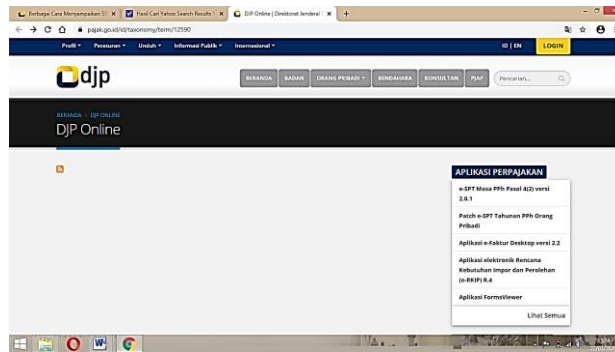 Berbagai Cara Menyampaikan SP
Hasil Cari Yahoo Search Results
DJP Online | Direktorat Jenderal
pajak.go.id/id/taxonomy/term/12590
Profil Peraturan Unduh Informasi Publik Internasional ID | EN LOGIN
djp
BERANDA BADAN ORANG PRIBADI BENDAHARA KONSULTAN PJAP Pencarian...
BERANDA > DJP ONLINE
DJP Online
APLIKASI PERPAJAKAN
e-SPT Masa PPh Pasal 4(2) versi
2.0.1
Patch e-SPT Tahunan PPh Orang
Pribadi
Aplikasi e-Faktur Desktop versi 2.2
Aplikasi elektronik Rencana
Kebutuhan Impor dan Perolehan
(e-RKIP) R.4
Aplikasi FormsViewer
Lihat Semua